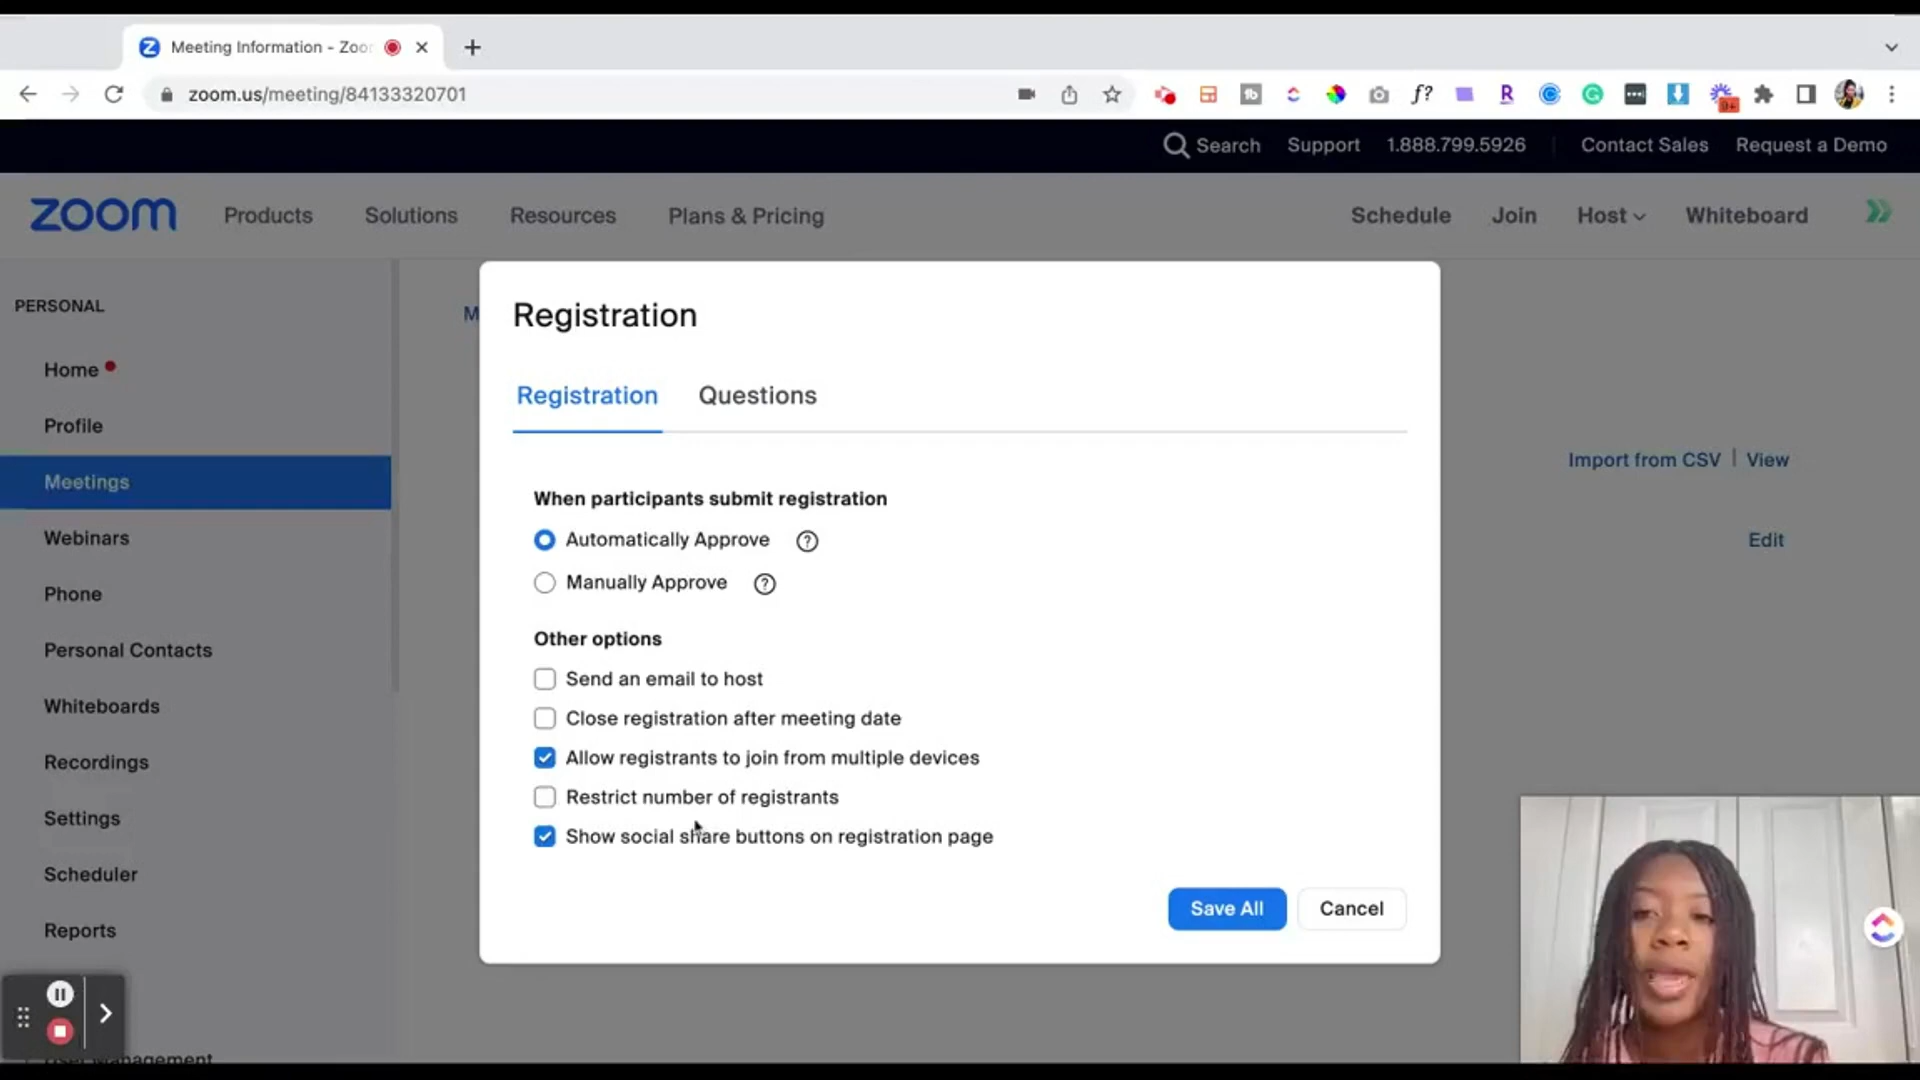 Meeting Information - Zoo
zoom.us/meeting/84133320701
Search
Support
1.888.799.5926
Contact Sales
Request a Demo
zoom
Products
Solutions
Resources
Plans & Pricing
Schedule
Join
Host
Whiteboard
PERSONAL
Home
Profile
Meetings
Webinars
Phone
Personal Contacts
Whiteboards
Recordings
Settings
Scheduler
Reports
User Management
M
Import from CSV | View
Edit
Registration
Registration
Questions
When participants submit registration
Automatically Approve
Manually Approve
Other options
Send an email to host
Close registration after meeting date
Allow registrants to join from multiple devices
Restrict number of registrants
Show social share buttons on registration page
Save All
Cancel